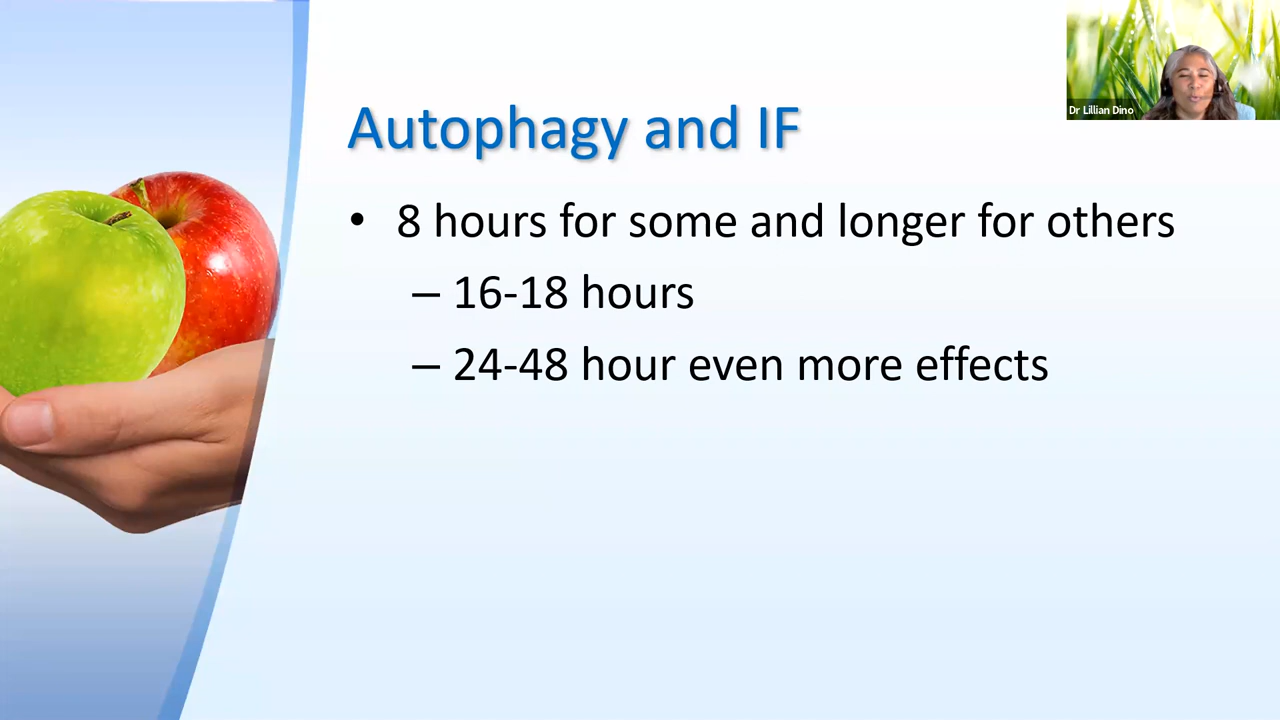 Autophagy and IF
• 8 hours for some and longer for others
– 16-18 hours
– 24-48 hour even more effects
Dr Lillian Dino